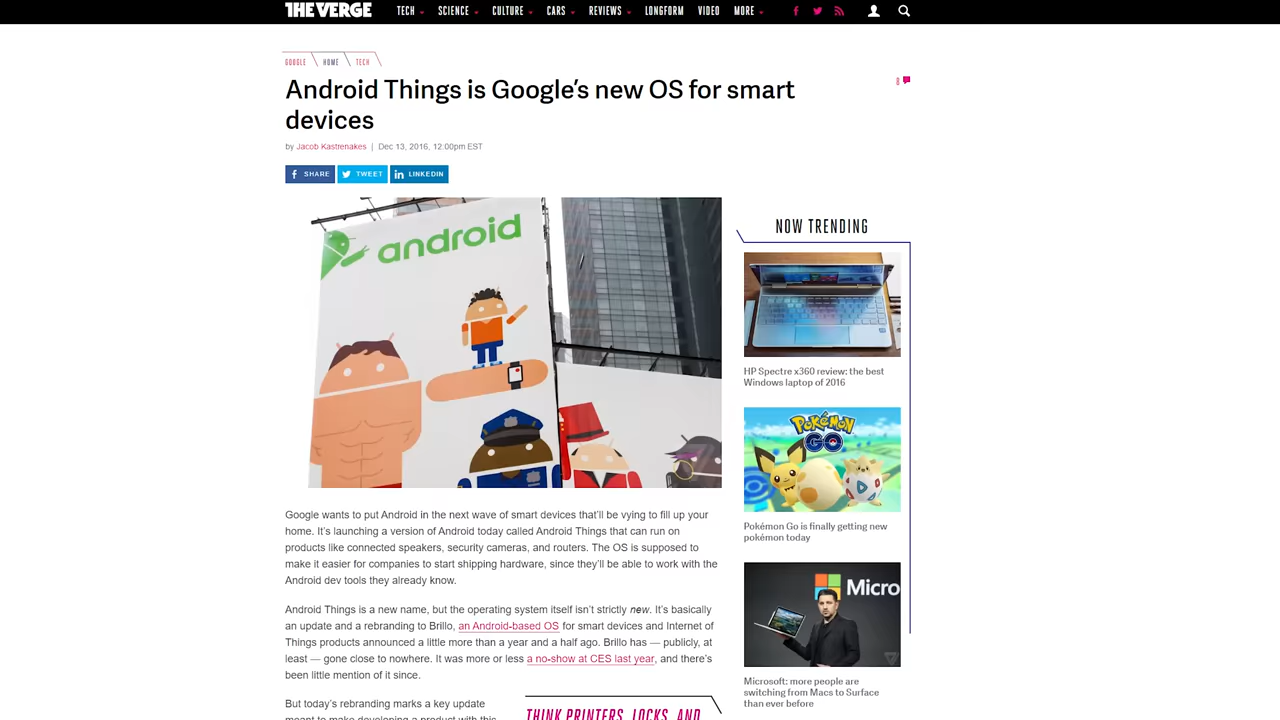 THE VERGE
TECH SCIENCE CULTURE CARS REVIEWS LONGFORM VIDEO MORE
GOOGLE HOME TECH
Android Things is Google's new OS for smart
devices
8
by Jacob Kastrenakes | Dec 13, 2016, 12:00pm EST
SHARE TWEET LINKEDIN
android
Google wants to put Android in the next wave of smart devices that'll be vying to fill up your
home. It's launching a version of Android today called Android Things that can run on
products like connected speakers, security cameras, and routers. The OS is supposed to
make it easier for companies to start shipping hardware, since they'll be able to work with the
Android dev tools they already know.
Android Things is a new name, but the operating system itself isn't strictly new. It's basically
an update and a rebranding to Brillo, an Android-based OS for smart devices and Internet of
Things products announced a little more than a year and a half ago. Brillo has — publicly, at
least — gone close to nowhere. It was more or less a no-show at CES last year, and there's
been little mention of it since.
But today's rebranding marks a key update
meant to make developing a product with this
THINK PRINTERS, LOCKS, AND
NOW TRENDING
HP Spectre x360 review: the best
Windows laptop of 2016
POKÉMON
GO
Pokémon Go is finally getting new
pokémon today
Micro
Microsoft: more people are
switching from Macs to Surface
than ever before